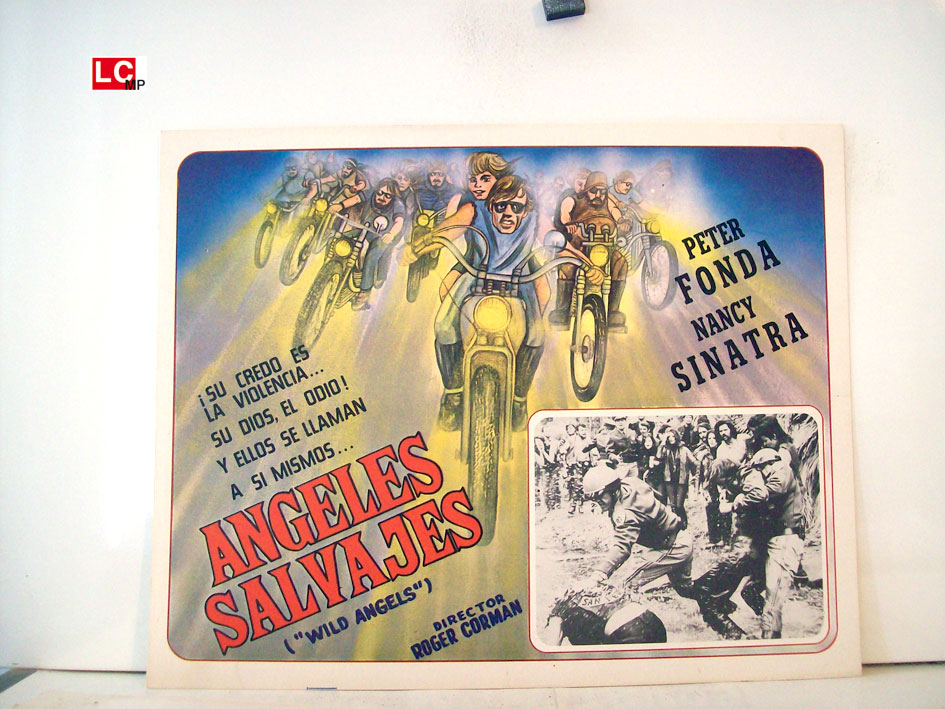 LC
MP
PETER
FONDA
NANCY
SINATRA
¡SU CREDO ES
LA VIOLENCIA...
SU DIOS, EL ODIO!
Y ELLOS SE LLAMAN
A SI MISMOS...
ANGELES
SALVAJES
("WILD ANGELS")
DIRECTOR
ROGER CORMAN
SAN